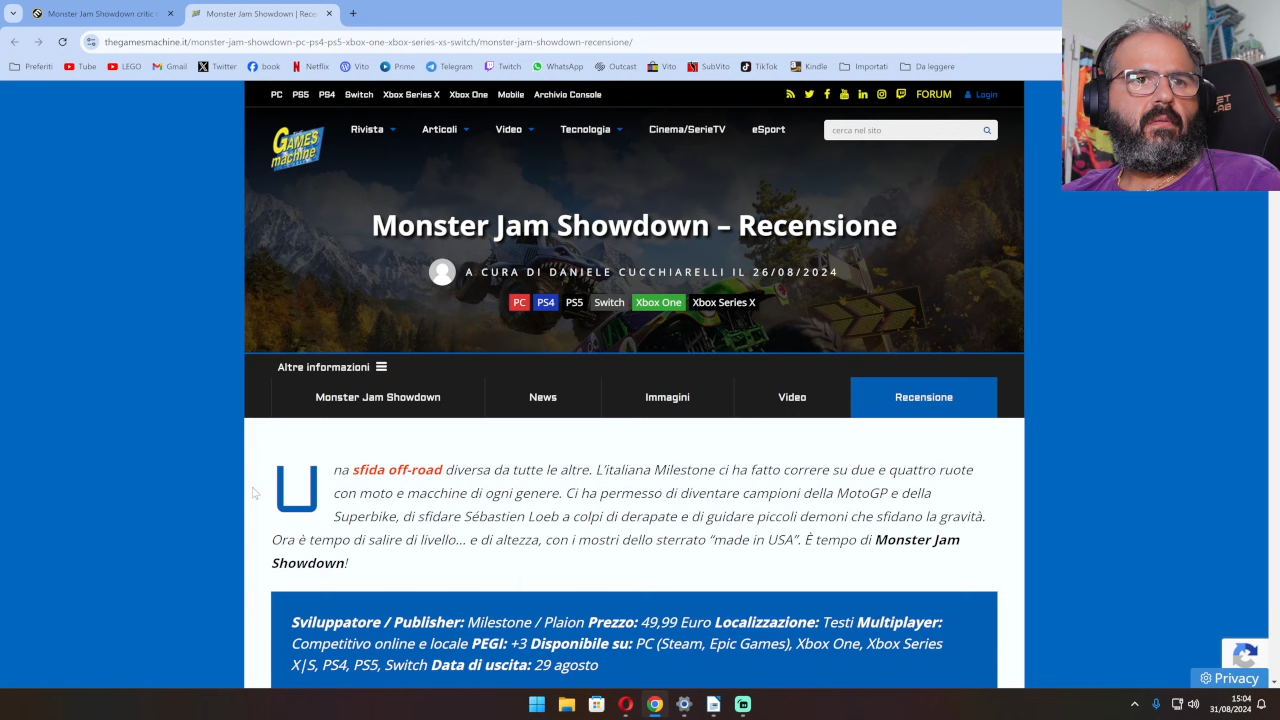 Monster Jam Showdown critic
Monster Jam Showdown | Rece
thegamesmachine.it/monster-jam-showdown-pc-ps4-ps5-xbox-one-xbox-series-xs-switch/monster-jam-showdown-recensione/
Preferiti Tube LEGO Gmail Twitter book Netflix Vito Prime Telegram Twitch WhatsApp Outcast Vito SubVito TikTok Kindle Importati Da leggere
PC PS5 PS4 Switch Xbox Series X Xbox One Mobile Archivio Console FORUM Login
GAMES machine
Rivista Articoli Video Tecnologia Cinema/SerieTV eSport cerca nel sito
Monster Jam Showdown – Recensione
A CURA DI DANIELE CUCCHIARELLI IL 26/08/2024
PC PS4 PS5 Switch Xbox One Xbox Series X
Altre informazioni
Monster Jam Showdown News Immagini Video Recensione
Una sfida off-road diversa da tutte le altre. L'italiana Milestone ci ha fatto correre su due e quattro ruote
con moto e macchine di ogni genere. Ci ha permesso di diventare campioni della MotoGP e della
Superbike, di sfidare Sébastien Loeb a colpi di derapate e di guidare piccoli demoni che sfidano la gravità.
Ora è tempo di salire di livello… e di altezza, con i mostri dello sterrato “made in USA”. È tempo di Monster Jam
Showdown!
Sviluppatore / Publisher: Milestone / Plaion Prezzo: 49,99 Euro Localizzazione: Testi Multiplayer:
Competitivo online e locale PEGI: +3 Disponibile su: PC (Steam, Epic Games), Xbox One, Xbox Series
X|S, PS4, PS5, Switch Data di uscita: 29 agosto
Privacy
15:04
31/08/2024